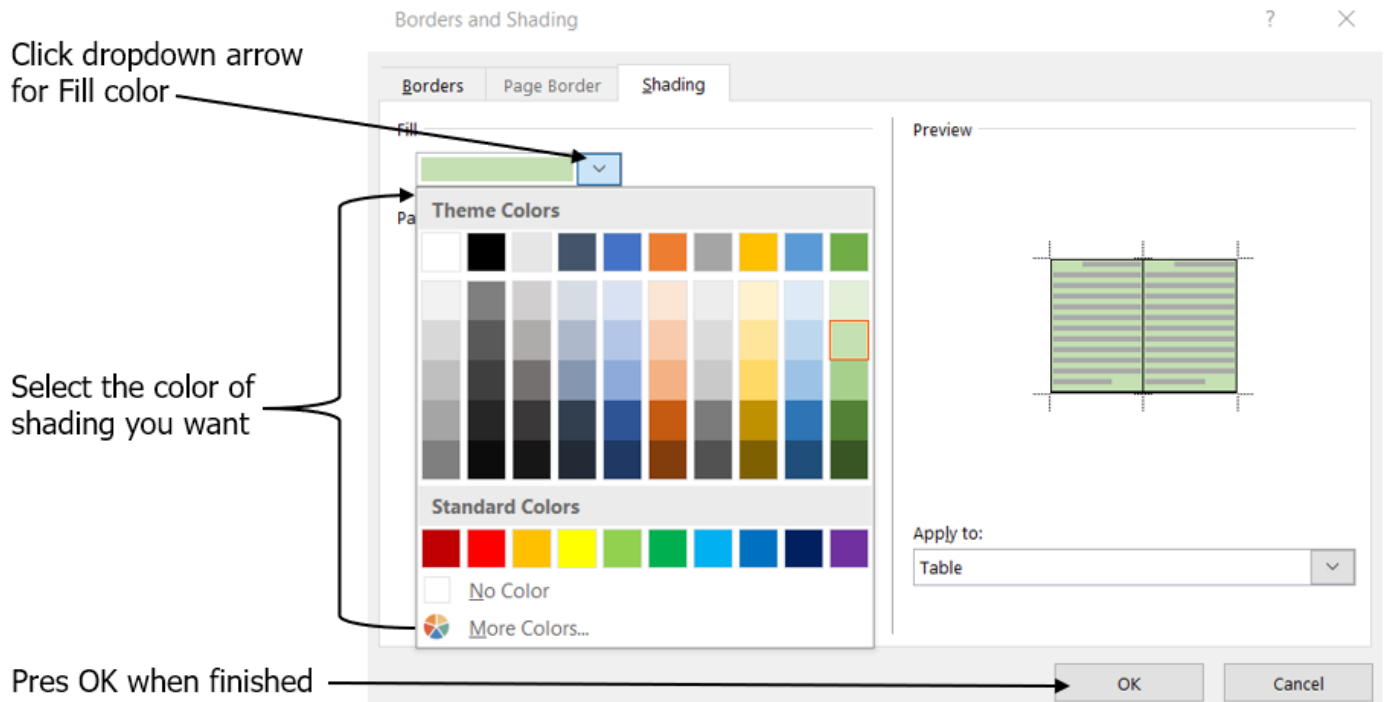 Borders and Shading
Click dropdown arrow
for Fill color
Borders
Page Border
Shading
Fill
Preview
Pa
Theme Colors
Select the color of
shading you want
Standard Colors
No Color
More Colors...
Apply to:
Table
Pres OK when finished
OK
Cancel